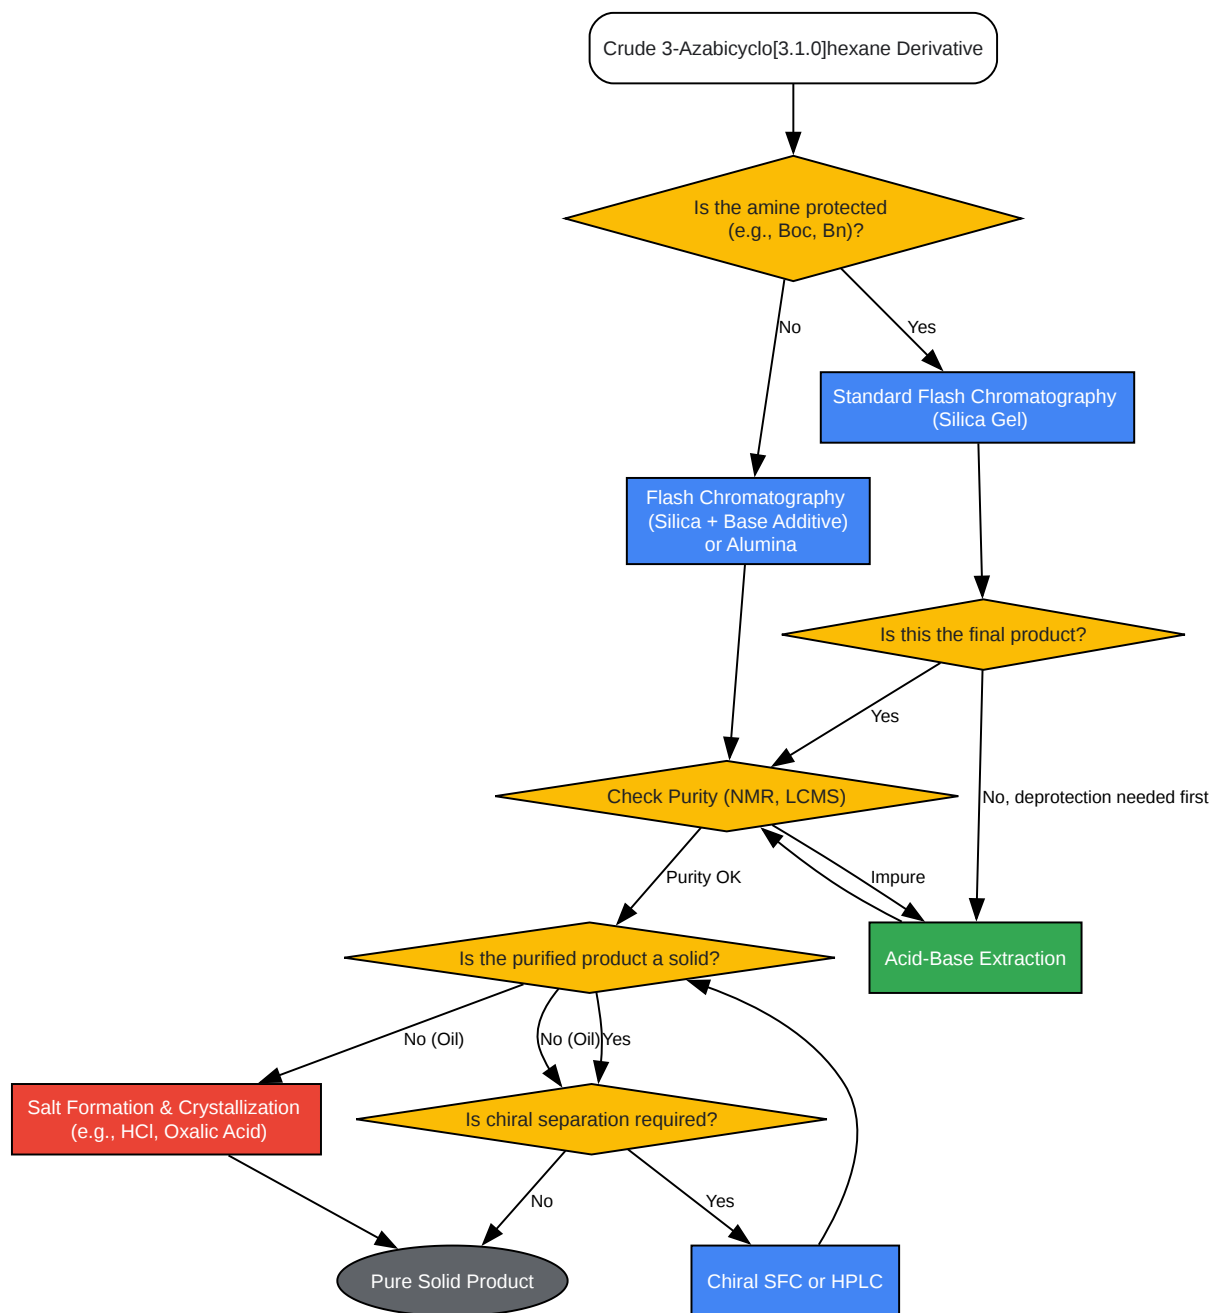 Crude 3-Azabicyclo[3.1.0]hexane Derivative
Is the amine protected
(e.g., Boc, Bn)?
No
Yes
Standard Flash Chromatography
(Silica Gel)
Flash Chromatography
(Silica + Base Additive)
or Alumina
Is this the final product?
Yes
Check Purity (NMR, LCMS)
No, deprotection needed first
Purity OK
Impure
Is the purified product a solid?
Acid-Base Extraction
No (Oil)
No (Oil)
Yes
Salt Formation & Crystallization
(e.g., HCl, Oxalic Acid)
Is chiral separation required?
No
Yes
Pure Solid Product
Chiral SFC or HPLC